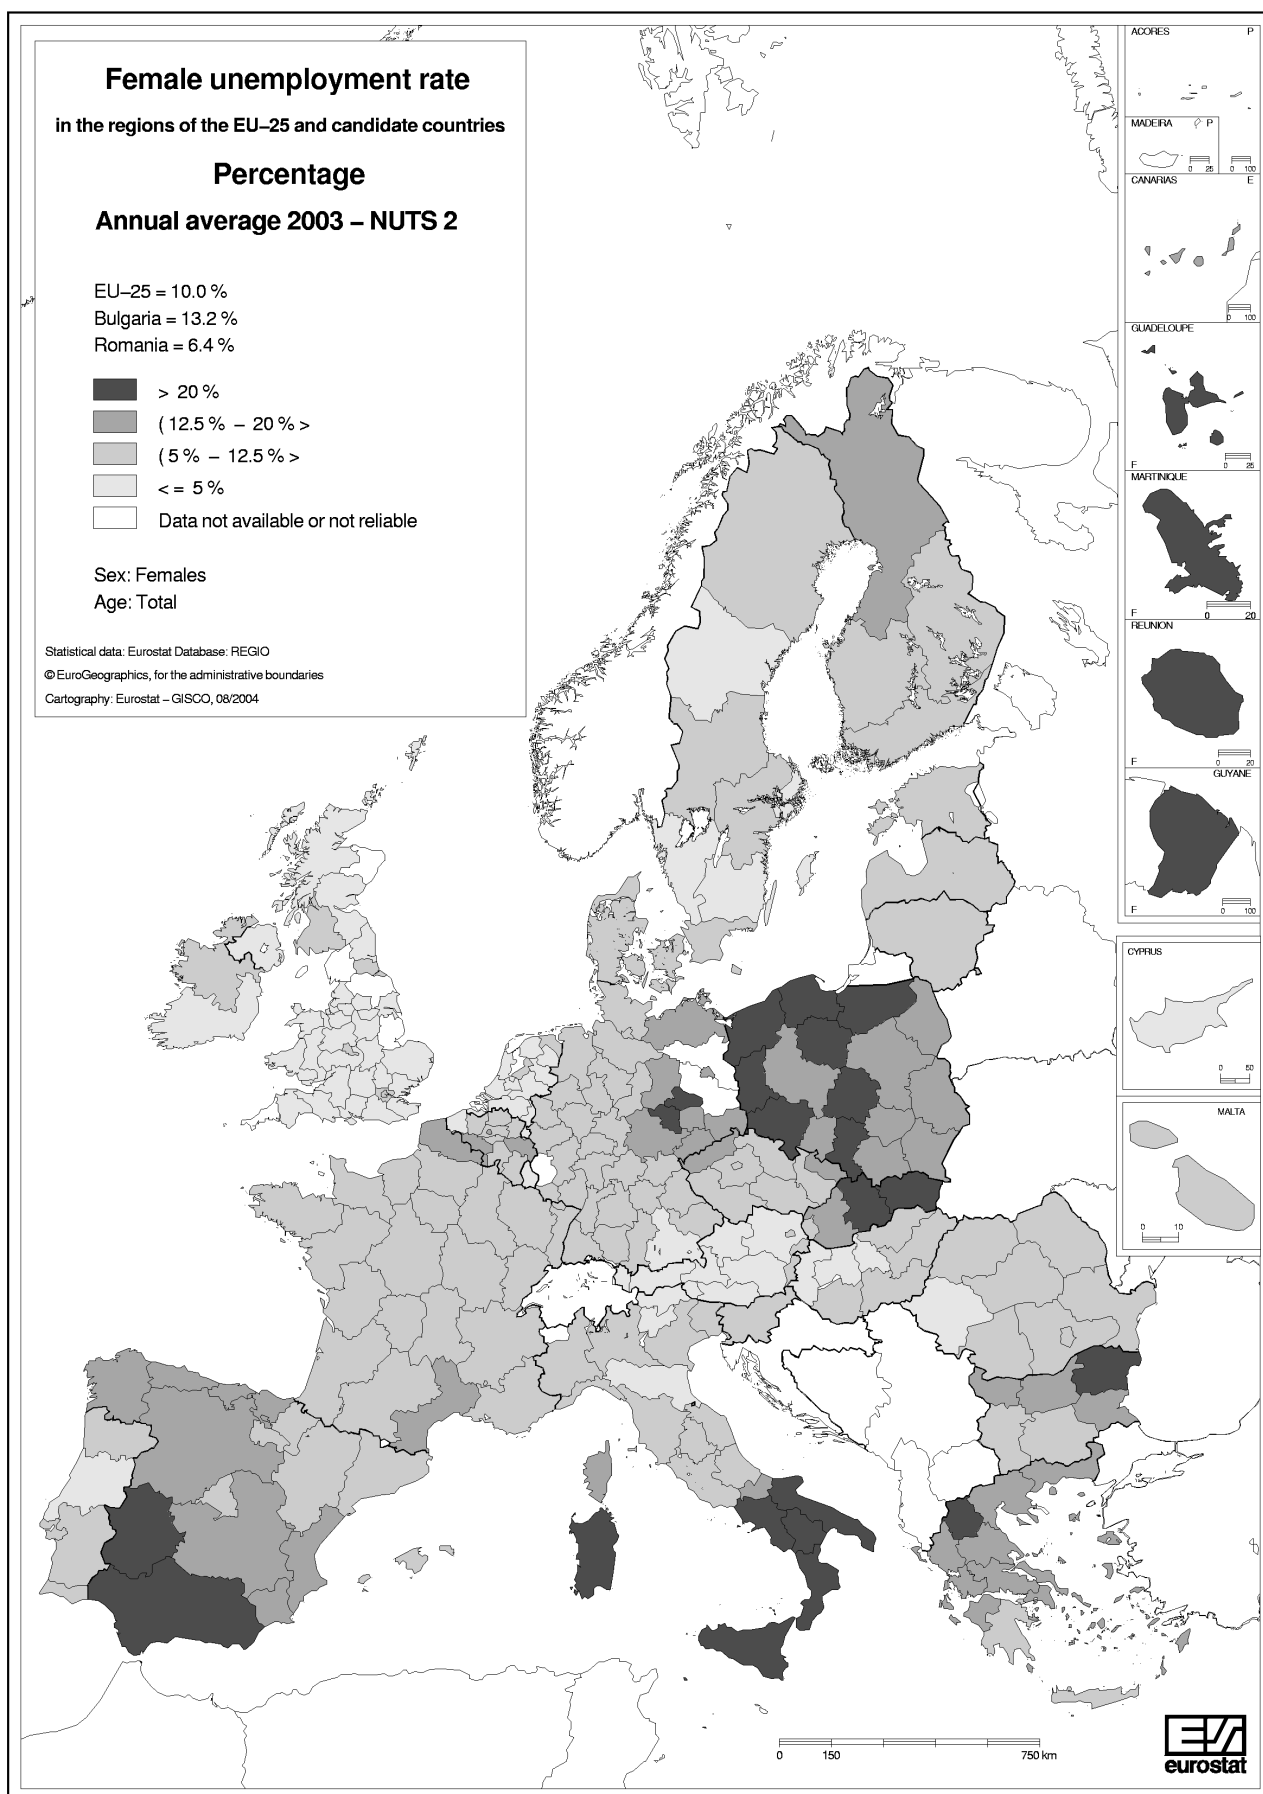 Female unemployment rate
in the regions of the EU–25 and candidate countries
Percentage
Annual average 2003 – NUTS 2
EU–25 = 10.0 %
Bulgaria = 13.2 %
Romania = 6.4 %
> 20 %
( 12.5 % – 20 % >
( 5 % – 12.5 % >
< = 5 %
Data not available or not reliable
Sex: Females
Age: Total
Statistical data: Eurostat Database: REGIO
© EuroGeographics, for the administrative boundaries
Cartography: Eurostat – GISCO, 08/2004
ACORES P
MADEIRA P
0 25 0 100
CANARIAS E
0 100
GUADELOUPE
F 0 25
MARTINIQUE
F 0 20
REUNION
F 0 20
GUYANE
F 0 100
CYPRUS
0 50
MALTA
0 10
0 150 750 km
eurostat